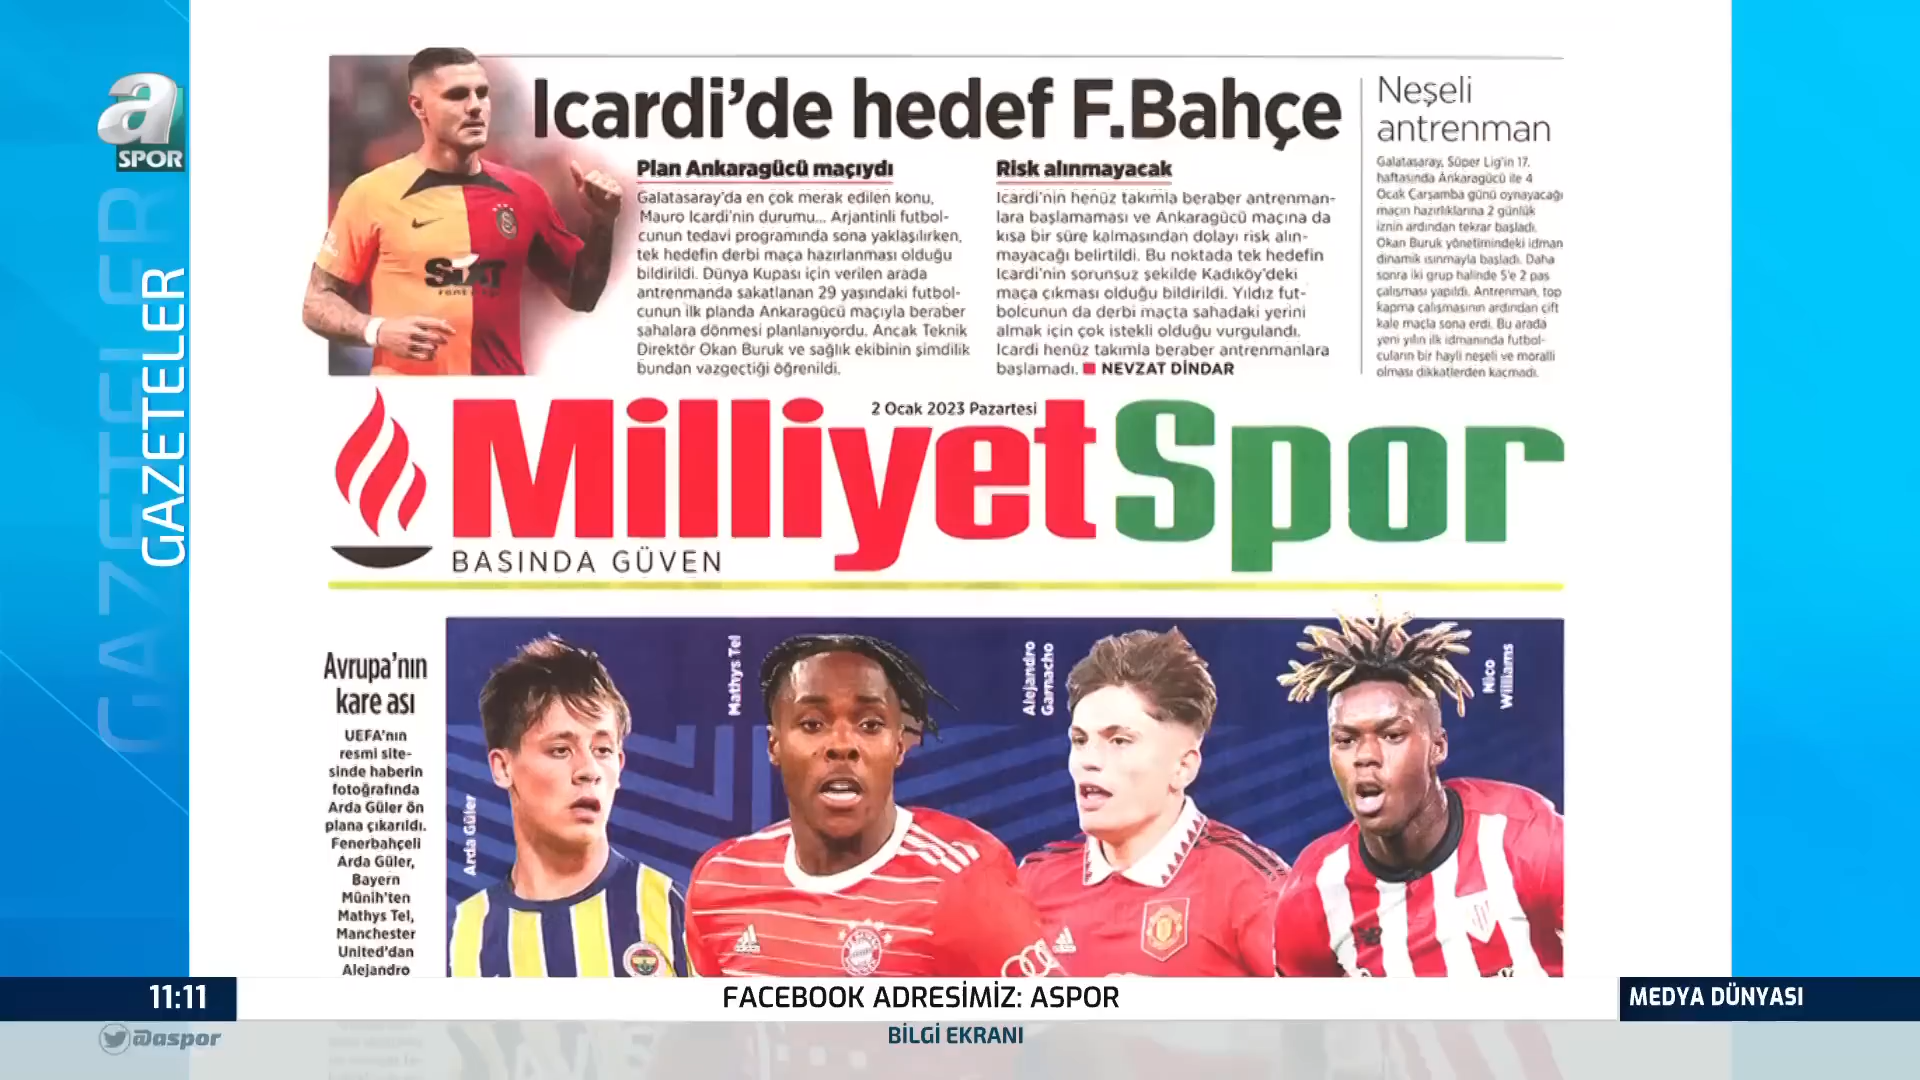 a
SPOR
GAZETELER
GAZETELER
Icardi'de hedef F.Bahçe
Plan Ankaragücü maçıydı
Galatasaray'da en çok merak edilen konu,
Mauro Icardi'nin durumu... Arjantinli futbol-
cunun tedavi programında sona yaklaşılırken,
tek hedefin derbi maça hazırlanması olduğu
bildirildi. Dünya Kupası için verilen arada
antrenmanda sakatlanan 29 yaşındaki futbol-
cunun ilk planda Ankaragücü maçıyla beraber
sahalara dönmesi planlanıyordu. Ancak Teknik
Direktör Okan Buruk ve sağlık ekibinin şimdilik
bundan vazgeçtiği öğrenildi.
Risk alınmayacak
Icardi'nin henüz takımla beraber antrenman-
lara başlamaması ve Ankaragücü maçına da
kısa bir süre kalmasından dolayı risk alın-
mayacağı belirtildi. Bu noktada tek hedefin
Icardi'nin sorunsuz şekilde Kadıköy'deki
maça çıkması olduğu bildirildi. Yıldız fut-
bolcunun da derbi maçta sahadaki yerini
almak için çok istekli olduğu vurgulandı.
Icardi henüz takımla beraber antrenmanlara
başlamadı. NEVZAT DİNDAR
Neşeli
antrenman
Galatasaray, Süper Lig'in 17.
haftasında Ankaragücü ile 4
Ocak Çarşamba günü oynayacağı
maçın hazırlıklarına 2 günlük
iznin ardından tekrar başladı.
Okan Buruk yönetimindeki idman
dinamik ısınmayla başladı. Daha
sonra iki grup halinde 5'e 2 pas
çalışması yapıldı. Antrenman, top
kapma çalışmasının ardından çift
kale maçla sona erdi. Bu arada
yeni yılın ilk idmanında futbol-
cuların bir hayli neşeli ve moralli
olması dikkatlerden kaçmadı.
SIXT
rent a car
2 Ocak 2023 Pazartesi
MilliyetSpor
BASINDA GÜVEN
Avrupa'nın
kare ası
UEFA'nın
resmi site-
sinde haberin
fotoğrafında
Arda Güler ön
plana çıkarıldı.
Fenerbahçeli
Arda Güler,
Bayern
Münih'ten
Mathys Tel,
Manchester
United'dan
Alejandro
Arda Güler
Mathys Tel
Alejandro
Garnacho
Nico
Williams
11:11
FACEBOOK ADRESİMİZ: ASPOR
MEDYA DÜNYASI
@aspor
BİLGİ EKRANI